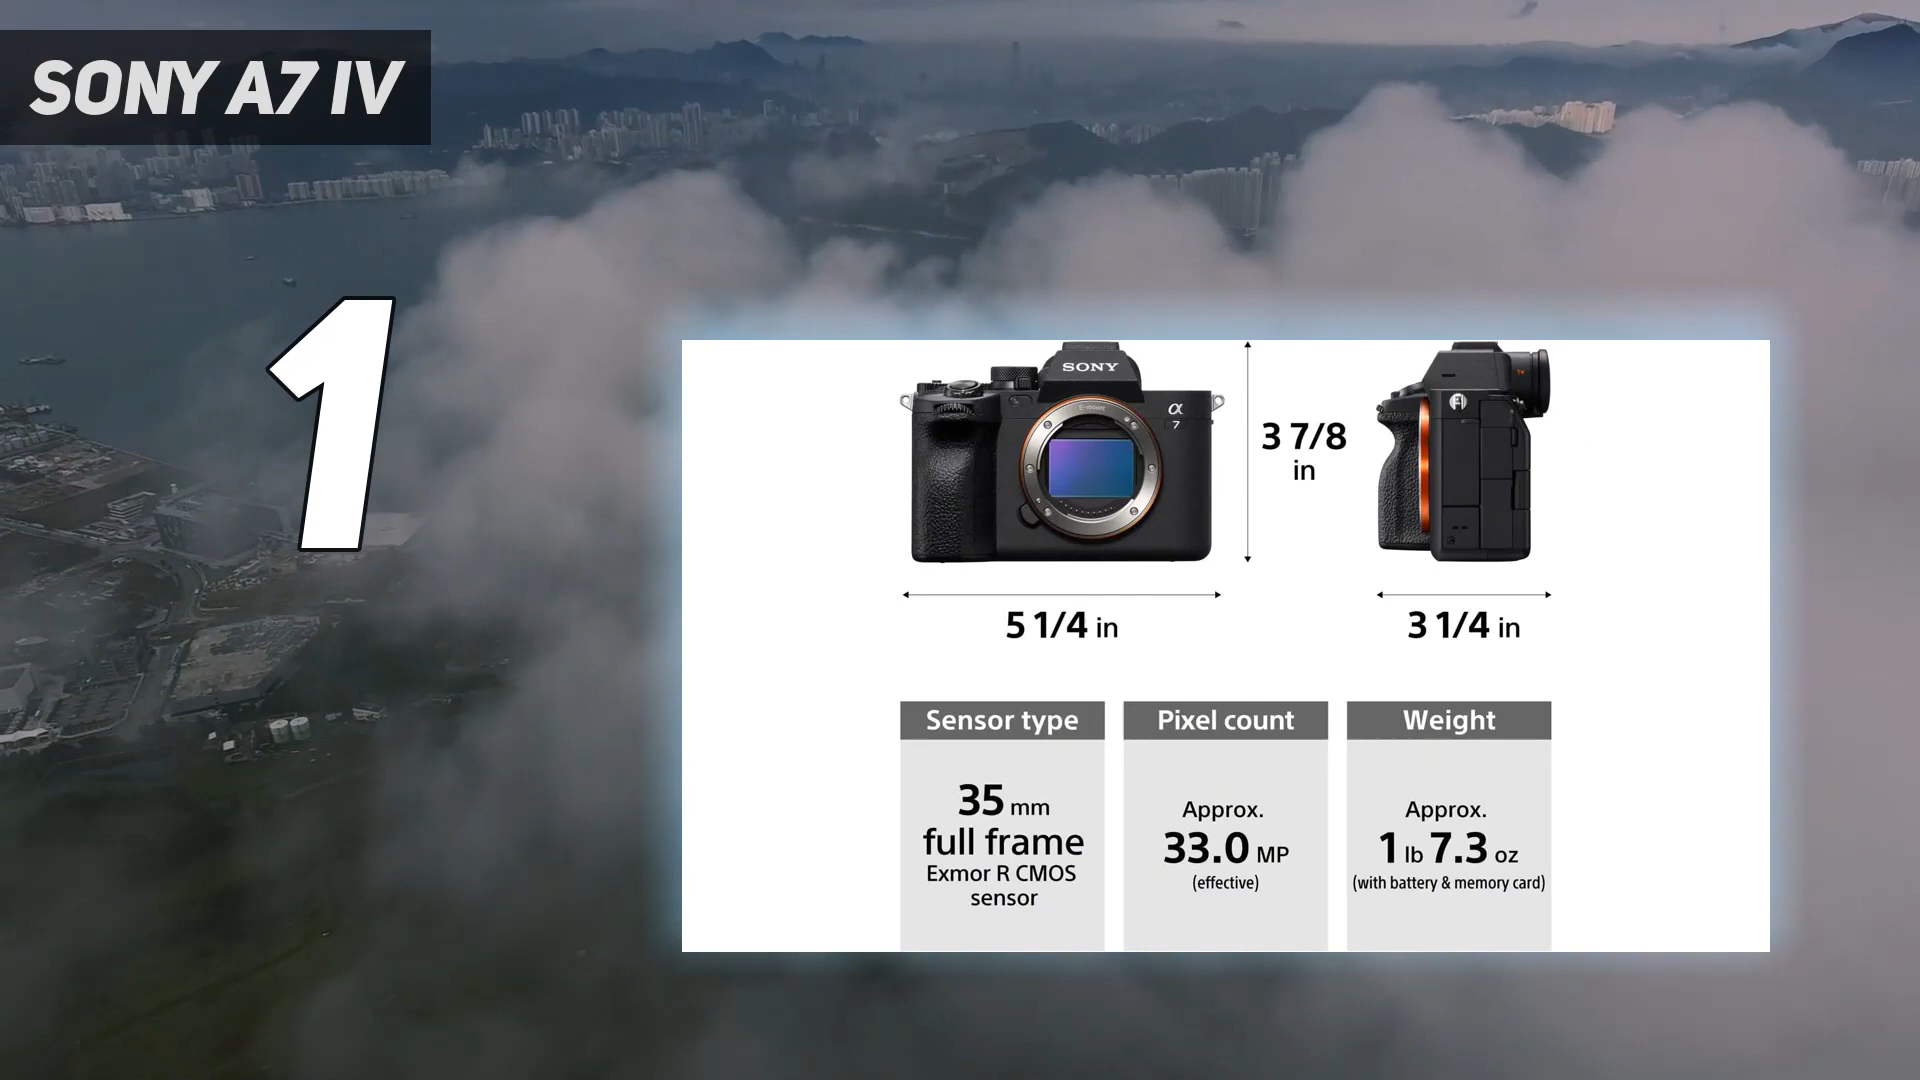 SONY A7 IV
1
SONY
E-mount
α
7
3 7/8
in
5 1/4 in
3 1/4 in
Sensor type
35 mm
full frame
Exmor R CMOS
sensor
Pixel count
Approx.
33.0 MP
(effective)
Weight
Approx.
1 lb 7.3 oz
(with battery & memory card)